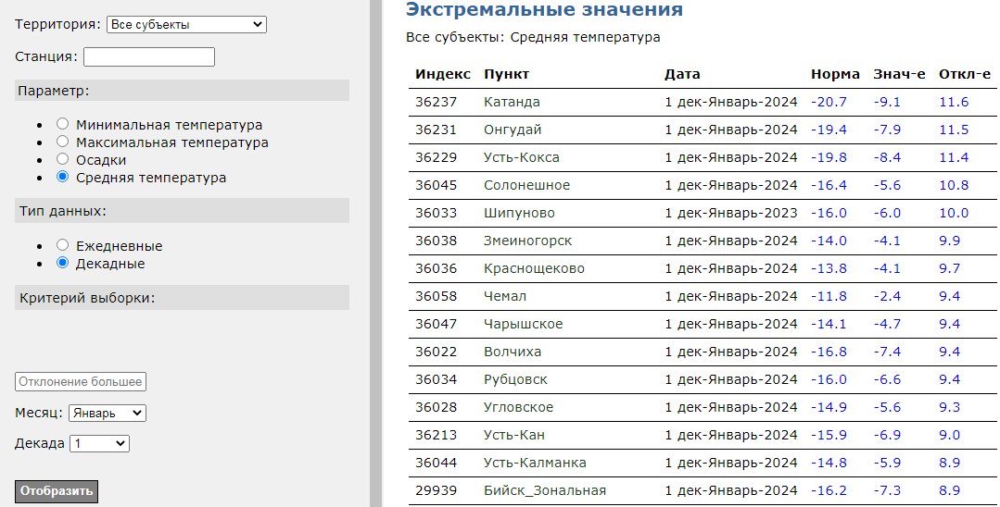 Территория: Все субъекты
Станция:
Параметр:
Минимальная температура
Максимальная температура
Осадки
Средняя температура
Тип данных:
Ежедневные
Декадные
Критерий выборки:
Отклонение большее
Месяц: Январь
Декада 1
Отобразить
Экстремальные значения
Все субъекты: Средняя температура
Индекс Пункт Дата Норма Знач-е Откл-е
36237 Катанда 1 дек-Январь-2024 -20.7 -9.1 11.6
36231 Онгудай 1 дек-Январь-2024 -19.4 -7.9 11.5
36229 Усть-Кокса 1 дек-Январь-2024 -19.8 -8.4 11.4
36045 Солонешное 1 дек-Январь-2024 -16.4 -5.6 10.8
36033 Шипуново 1 дек-Январь-2023 -16.0 -6.0 10.0
36038 Змеиногорск 1 дек-Январь-2024 -14.0 -4.1 9.9
36036 Краснощеково 1 дек-Январь-2024 -13.8 -4.1 9.7
36058 Чемал 1 дек-Январь-2024 -11.8 -2.4 9.4
36047 Чарышское 1 дек-Январь-2024 -14.1 -4.7 9.4
36022 Волчиха 1 дек-Январь-2024 -16.8 -7.4 9.4
36034 Рубцовск 1 дек-Январь-2024 -16.0 -6.6 9.4
36028 Угловское 1 дек-Январь-2024 -14.9 -5.6 9.3
36213 Усть-Кан 1 дек-Январь-2024 -15.9 -6.9 9.0
36044 Усть-Калманка 1 дек-Январь-2024 -14.8 -5.9 8.9
29939 Бийск_Зональная 1 дек-Январь-2024 -16.2 -7.3 8.9